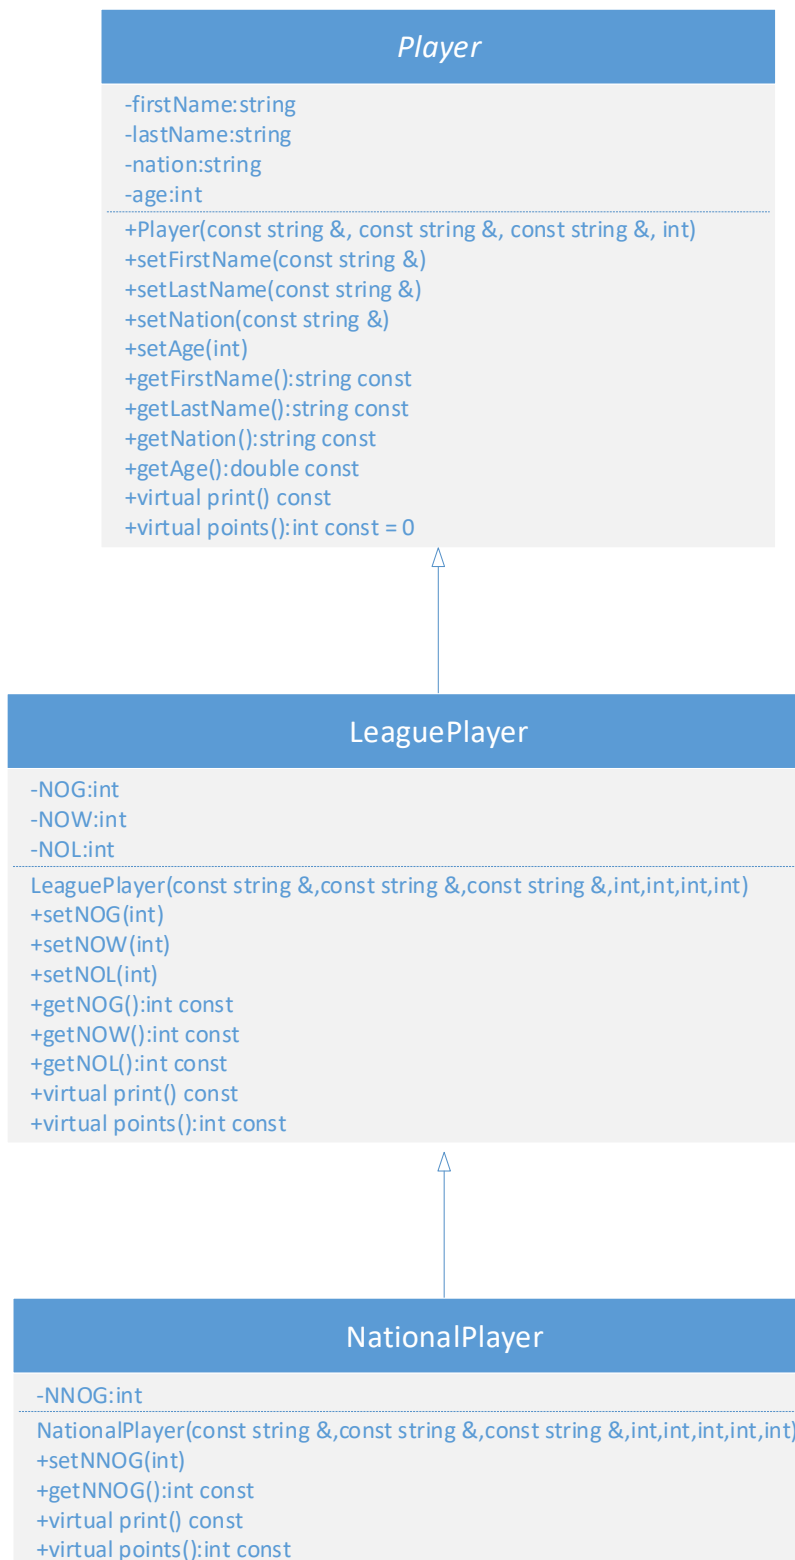 Player
-firstName:string
-lastName:string
-nation:string
-age:int
+Player(const string &, const string &, const string &, int)
+setFirstName(const string &)
+setLastName(const string &)
+setNation(const string &)
+setAge(int)
+getFirstName():string const
+getLastName():string const
+getNation():string const
+getAge():double const
+virtual print() const
+virtual points():int const = 0
LeaguePlayer
-NOG:int
-NOW:int
-NOL:int
LeaguePlayer(const string &,const string &,const string &,int,int,int,int)
+setNOG(int)
+setNOW(int)
+setNOL(int)
+getNOG():int const
+getNOW():int const
+getNOL():int const
+virtual print() const
+virtual points():int const
NationalPlayer
-NNOG:int
NationalPlayer(const string &,const string &,const string &,int,int,int,int,int)
+setNNOG(int)
+getNNOG():int const
+virtual print() const
+virtual points():int const